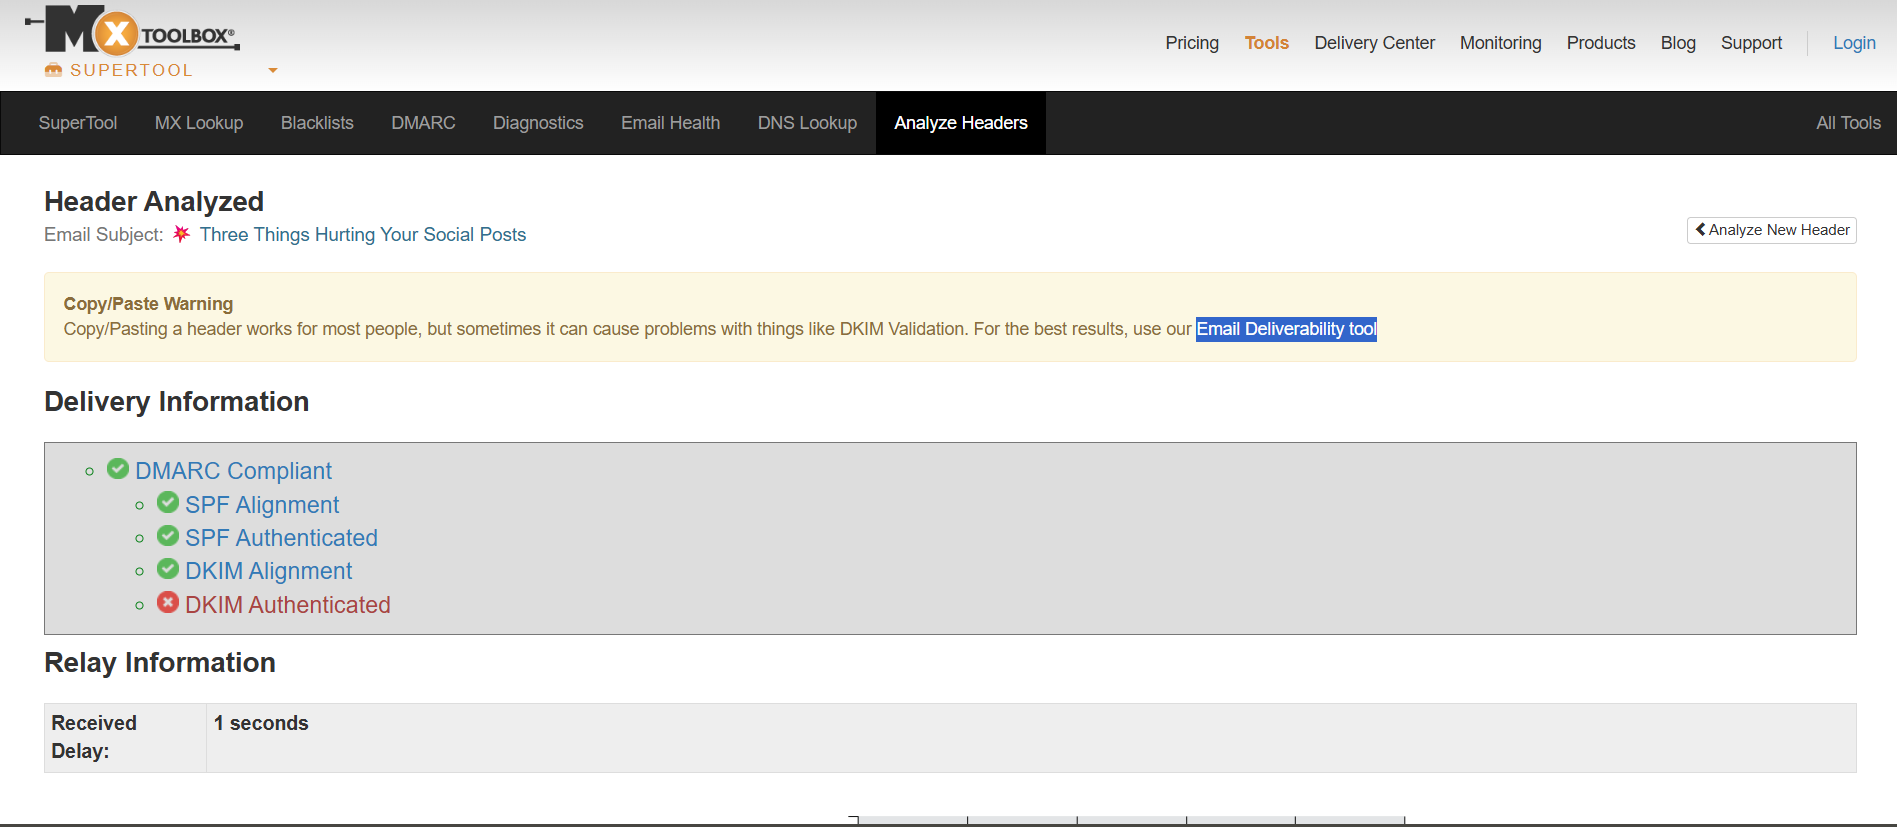 MX TOOLBOX®
SUPERTOOL
Pricing Tools Delivery Center Monitoring Products Blog Support Login
SuperTool MX Lookup Blacklists DMARC Diagnostics Email Health DNS Lookup Analyze Headers All Tools
Header Analyzed
Email Subject: Three Things Hurting Your Social Posts
Analyze New Header
Copy/Paste Warning
Copy/Pasting a header works for most people, but sometimes it can cause problems with things like DKIM Validation. For the best results, use our Email Deliverability tool
Delivery Information
DMARC Compliant
SPF Alignment
SPF Authenticated
DKIM Alignment
DKIM Authenticated
Relay Information
Received 1 seconds
Delay: